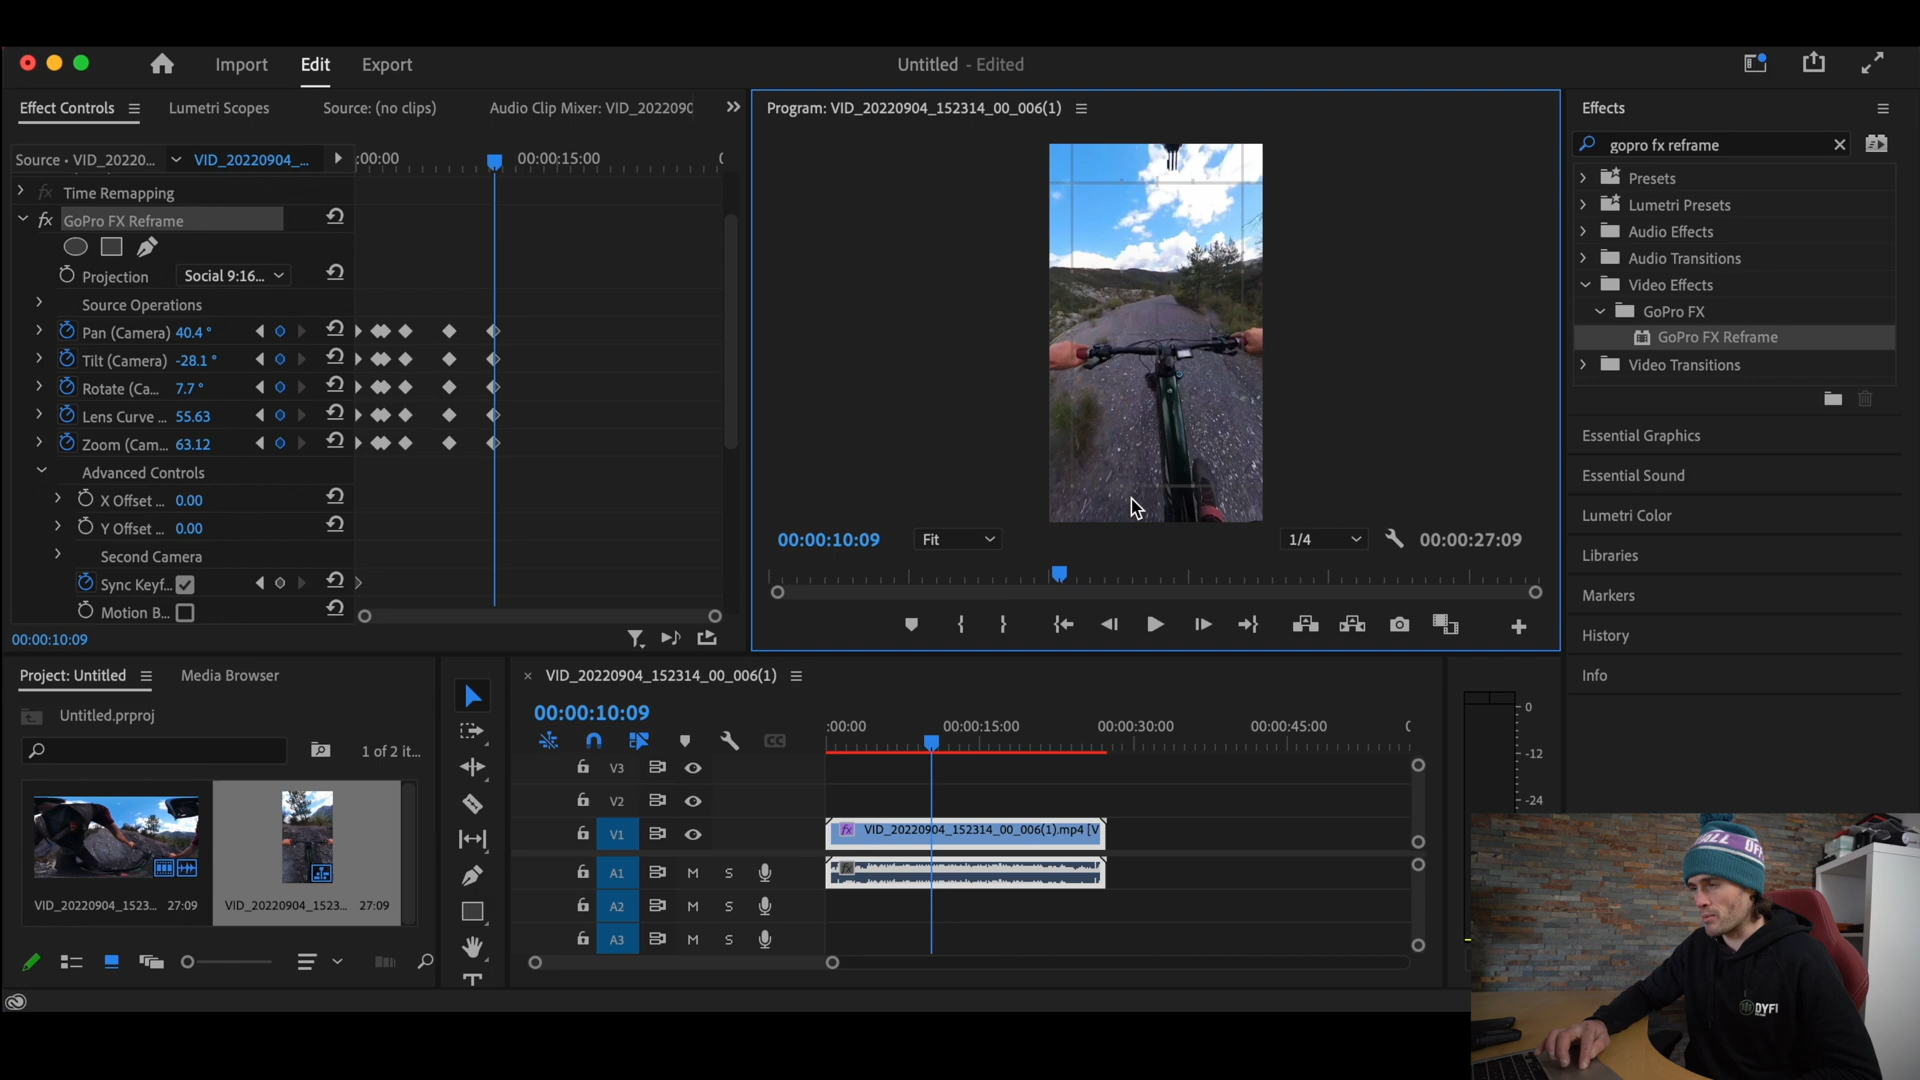 Import Edit Export
Untitled - Edited
Effect Controls Lumetri Scopes Source: (no clips) Audio Clip Mixer: VID_2022090
Program: VID_20220904_152314_00_006(1)
Effects
gopro fx reframe
Source • VID_20220... VID_20220904_... :00:00 00:00:15:00
Time Remapping
fx GoPro FX Reframe
Projection Social 9:16...
Source Operations
Pan (Camera) 40.4 °
Tilt (Camera) -28.1 °
Rotate (Ca... 7.7 °
Lens Curve ... 55.63
Zoom (Cam... 63.12
Advanced Controls
X Offset ... 0.00
Y Offset ... 0.00
Second Camera
Sync Keyf...
Motion B...
00:00:10:09
00:00:10:09 Fit 1/4 00:00:27:09
Presets
Lumetri Presets
Audio Effects
Audio Transitions
Video Effects
GoPro FX
GoPro FX Reframe
Video Transitions
Essential Graphics
Essential Sound
Lumetri Color
Libraries
Markers
History
Info
Project: Untitled Media Browser
Untitled.prproj
1 of 2 it...
VID_20220904_1523... 27:09
VID_20220904_1523... 27:09
VID_20220904_152314_00_006(1)
00:00:10:09
:00:00 00:00:15:00 00:00:30:00 00:00:45:00
V3
V2
V1 fx VID_20220904_152314_00_006(1).mp4 [V
A1 M S fx
A2 M S
A3 M S
0
-12
-24
DYFI